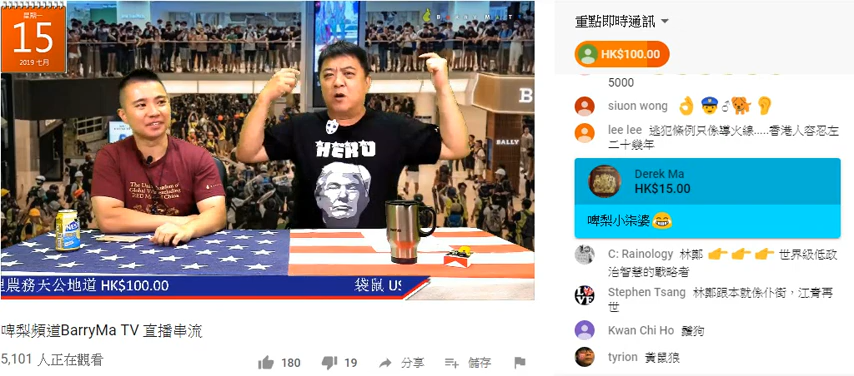 星期一
15
2019 七月
BARRYMA TV
B
BALLY
HERO
里農務天公地道 HK$100.00
袋鼠 US
啤梨頻道BarryMa TV 直播串流
5,101 人正在觀看
180
19
分享
儲存
重點即時通訊
HK$100.00
5000
siuon wong 👌👮🐕👂
lee lee 逃犯條例只係導火線.....香港人容忍左
二十幾年
Derek Ma
HK$15.00
啤梨小柒婆😂
C: Rainology 林鄭👉👉👉世界級低政
治智慧的戰略者
Stephen Tsang 林鄭跟本就係仆街，江青再
世
Kwan Chi Ho 鬚狗
tyrion 黃鼠狼